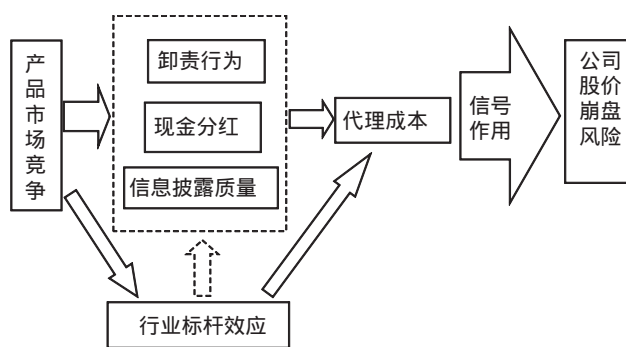 产
品
市
场
竞
争
卸责行为
现金分红
信息披露质量
代理成本
信号
作用
公司
股价
崩盘
风险
行业标杆效应